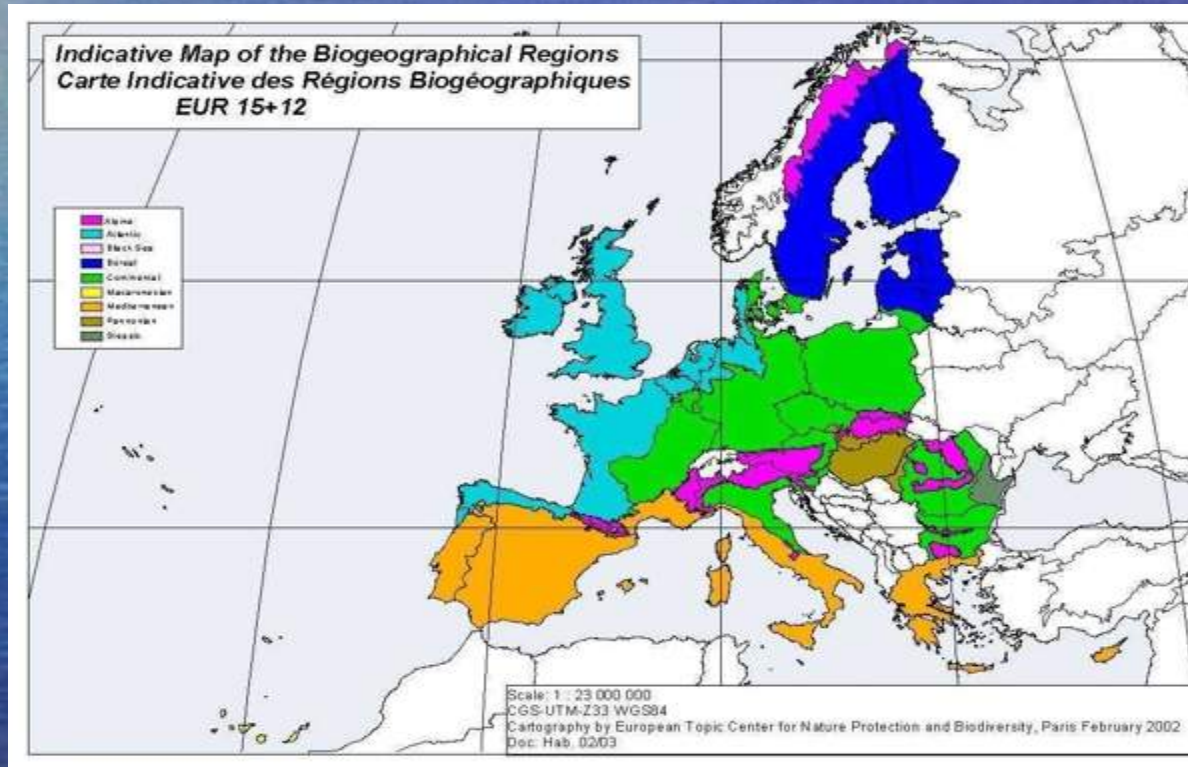 Indicative Map of the Biogeographical Regions
Carte Indicative des Régions Biogéographiques
EUR 15+12
Alpine
Atlantic
Black Sea
Boreal
Continental
Macaronesian
Mediterranean
Pannonian
Steppic
Scale: 1 : 23 000 000
CGS-UTM-Z33 WGS84
Cartography by European Topic Center for Nature Protection and Biodiversity, Paris February 2002
Doc: Hab. 02/03